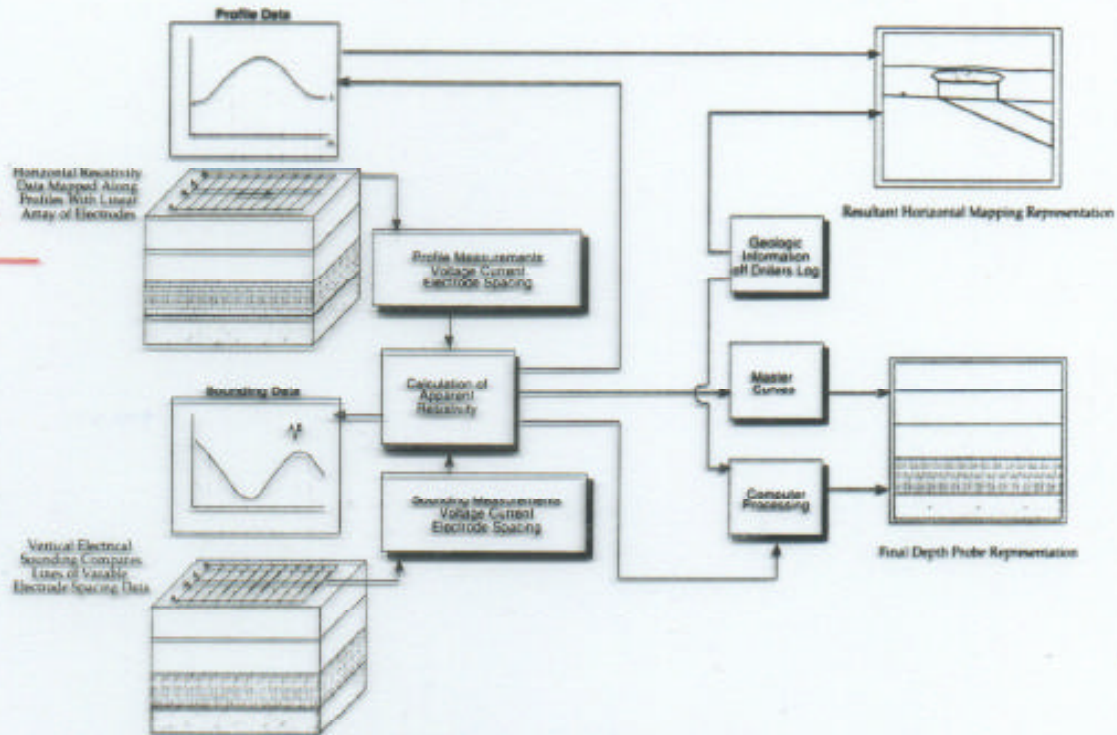 Profile Data
Horizontal Resistivity
Data Mapped Along
Profiles With Linear
Array of Electrodes
Profile Measurements
Voltage Current
Electrode Spacing
Resultant Horizontal Mapping Representation
Geologic
Information
off Drillers Log
Calculation of
Apparent
Resistivity
Master
Curves
Sounding Data
Sounding Measurements
Voltage Current
Electrode Spacing
Computer
Processing
Vertical Electrical
Sounding Compares
Lines of Variable
Electrode Spacing Data
Final Depth Probe Representation